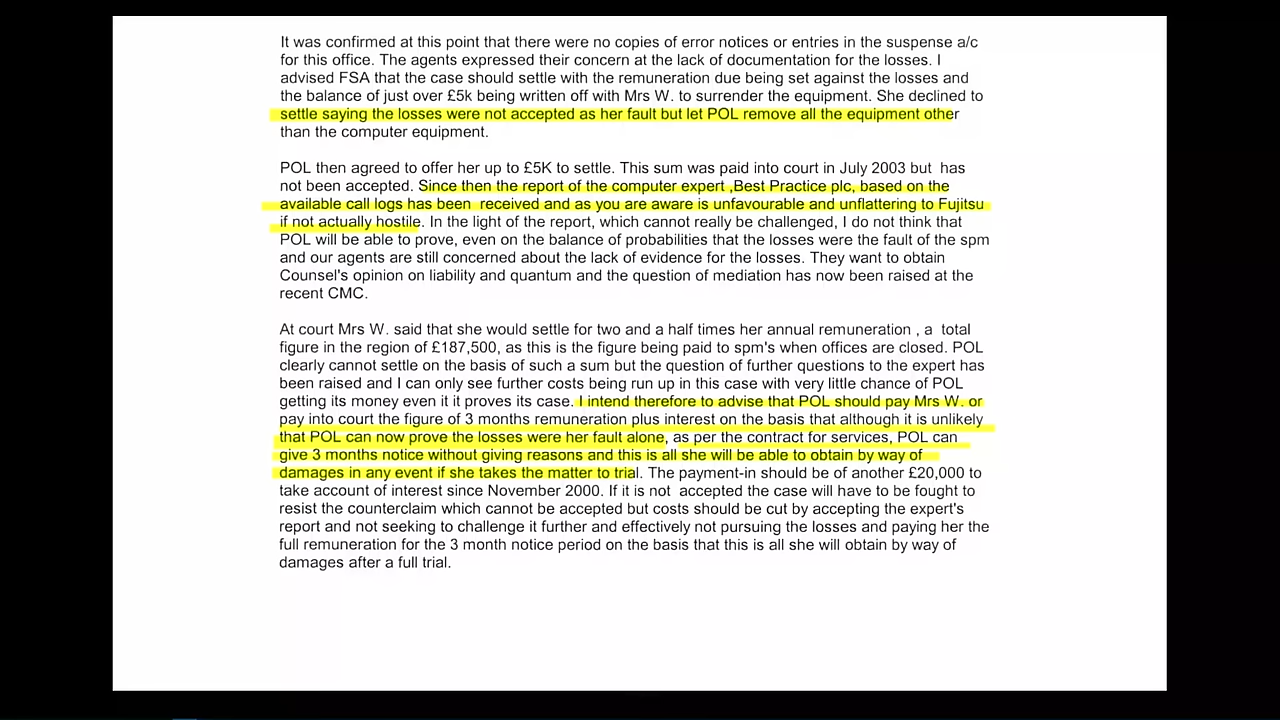 It was confirmed at this point that there were no copies of error notices or entries in the suspense a/c
for this office. The agents expressed their concern at the lack of documentation for the losses. I
advised FSA that the case should settle with the remuneration due being set against the losses and
the balance of just over £5k being written off with Mrs W. to surrender the equipment. She declined to
settle saying the losses were not accepted as her fault but let POL remove all the equipment other
than the computer equipment.
POL then agreed to offer her up to £5K to settle. This sum was paid into court in July 2003 but has
not been accepted. Since then the report of the computer expert ,Best Practice plc, based on the
available call logs has been received and as you are aware is unfavourable and unflattering to Fujitsu
if not actually hostile. In the light of the report, which cannot really be challenged, I do not think that
POL will be able to prove, even on the balance of probabilities that the losses were the fault of the spm
and our agents are still concerned about the lack of evidence for the losses. They want to obtain
Counsel's opinion on liability and quantum and the question of mediation has now been raised at the
recent CMC.
At court Mrs W. said that she would settle for two and a half times her annual remuneration , a total
figure in the region of £187,500, as this is the figure being paid to spm's when offices are closed. POL
clearly cannot settle on the basis of such a sum but the question of further questions to the expert has
been raised and I can only see further costs being run up in this case with very little chance of POL
getting its money even it it proves its case. I intend therefore to advise that POL should pay Mrs W. or
pay into court the figure of 3 months remuneration plus interest on the basis that although it is unlikely
that POL can now prove the losses were her fault alone, as per the contract for services, POL can
give 3 months notice without giving reasons and this is all she will be able to obtain by way of
damages in any event if she takes the matter to trial. The payment-in should be of another £20,000 to
take account of interest since November 2000. If it is not accepted the case will have to be fought to
resist the counterclaim which cannot be accepted but costs should be cut by accepting the expert's
report and not seeking to challenge it further and effectively not pursuing the losses and paying her the
full remuneration for the 3 month notice period on the basis that this is all she will obtain by way of
damages after a full trial.